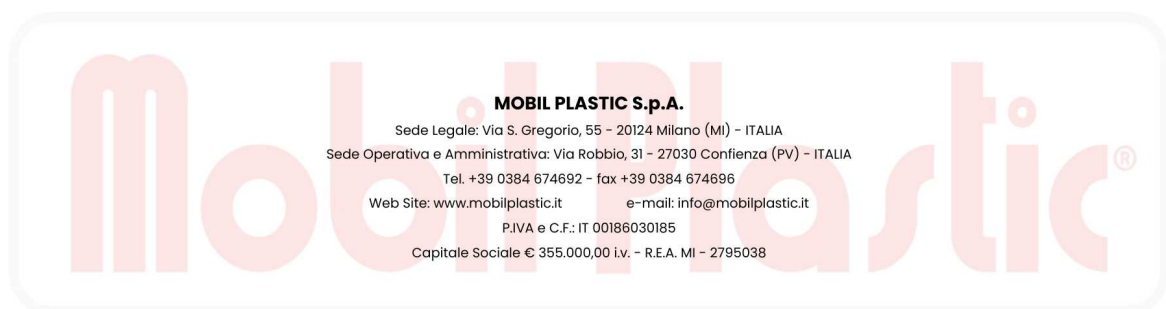 Mobil Plastic®
MOBIL PLASTIC S.p.A.
Sede Legale: Via S. Gregorio, 55 - 20124 Milano (MI) - ITALIA
Sede Operativa e Amministrativa: Via Robbio, 31 - 27030 Confienza (PV) - ITALIA
Tel. +39 0384 674692 - fax +39 0384 674696
Web Site: www.mobilplastic.it e-mail: info@mobilplastic.it
P.IVA e C.F.: IT 00186030185
Capitale Sociale € 355.000,00 i.v. - R.E.A. MI - 2795038